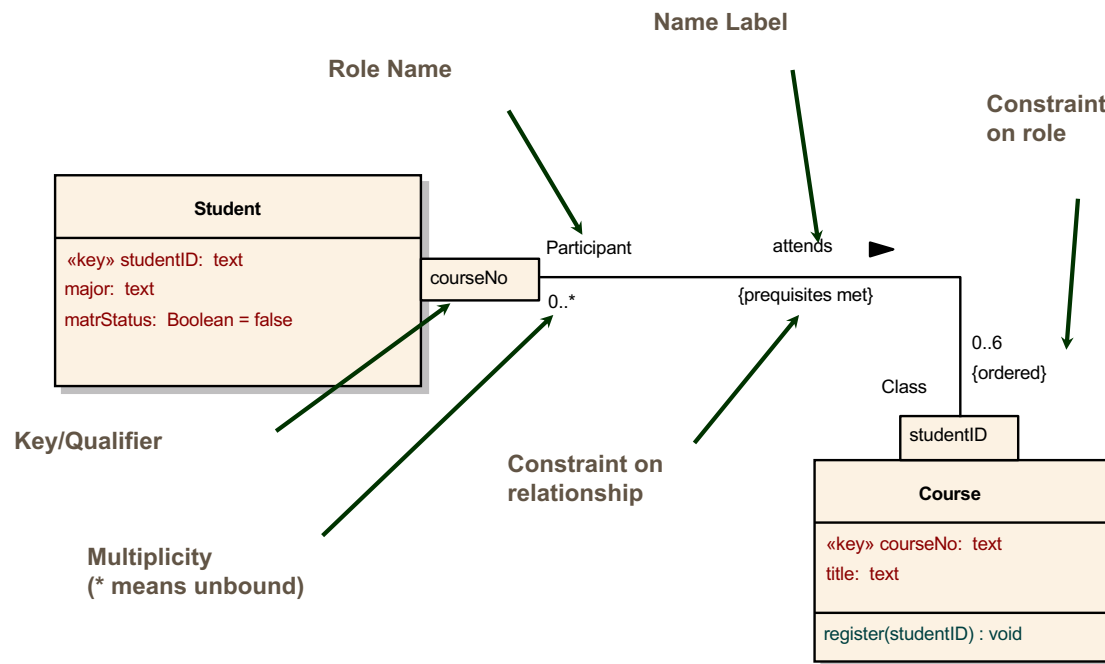 Name Label
Role Name
Constraint
on role
Student
«key» studentID: text
major: text
matrStatus: Boolean = false
courseNo
Participant
attends
0..*
{prequisites met}
0..6
{ordered}
Class
studentID
Key/Qualifier
Constraint on
relationship
Multiplicity
(* means unbound)
Course
«key» courseNo: text
title: text
register(studentID) : void